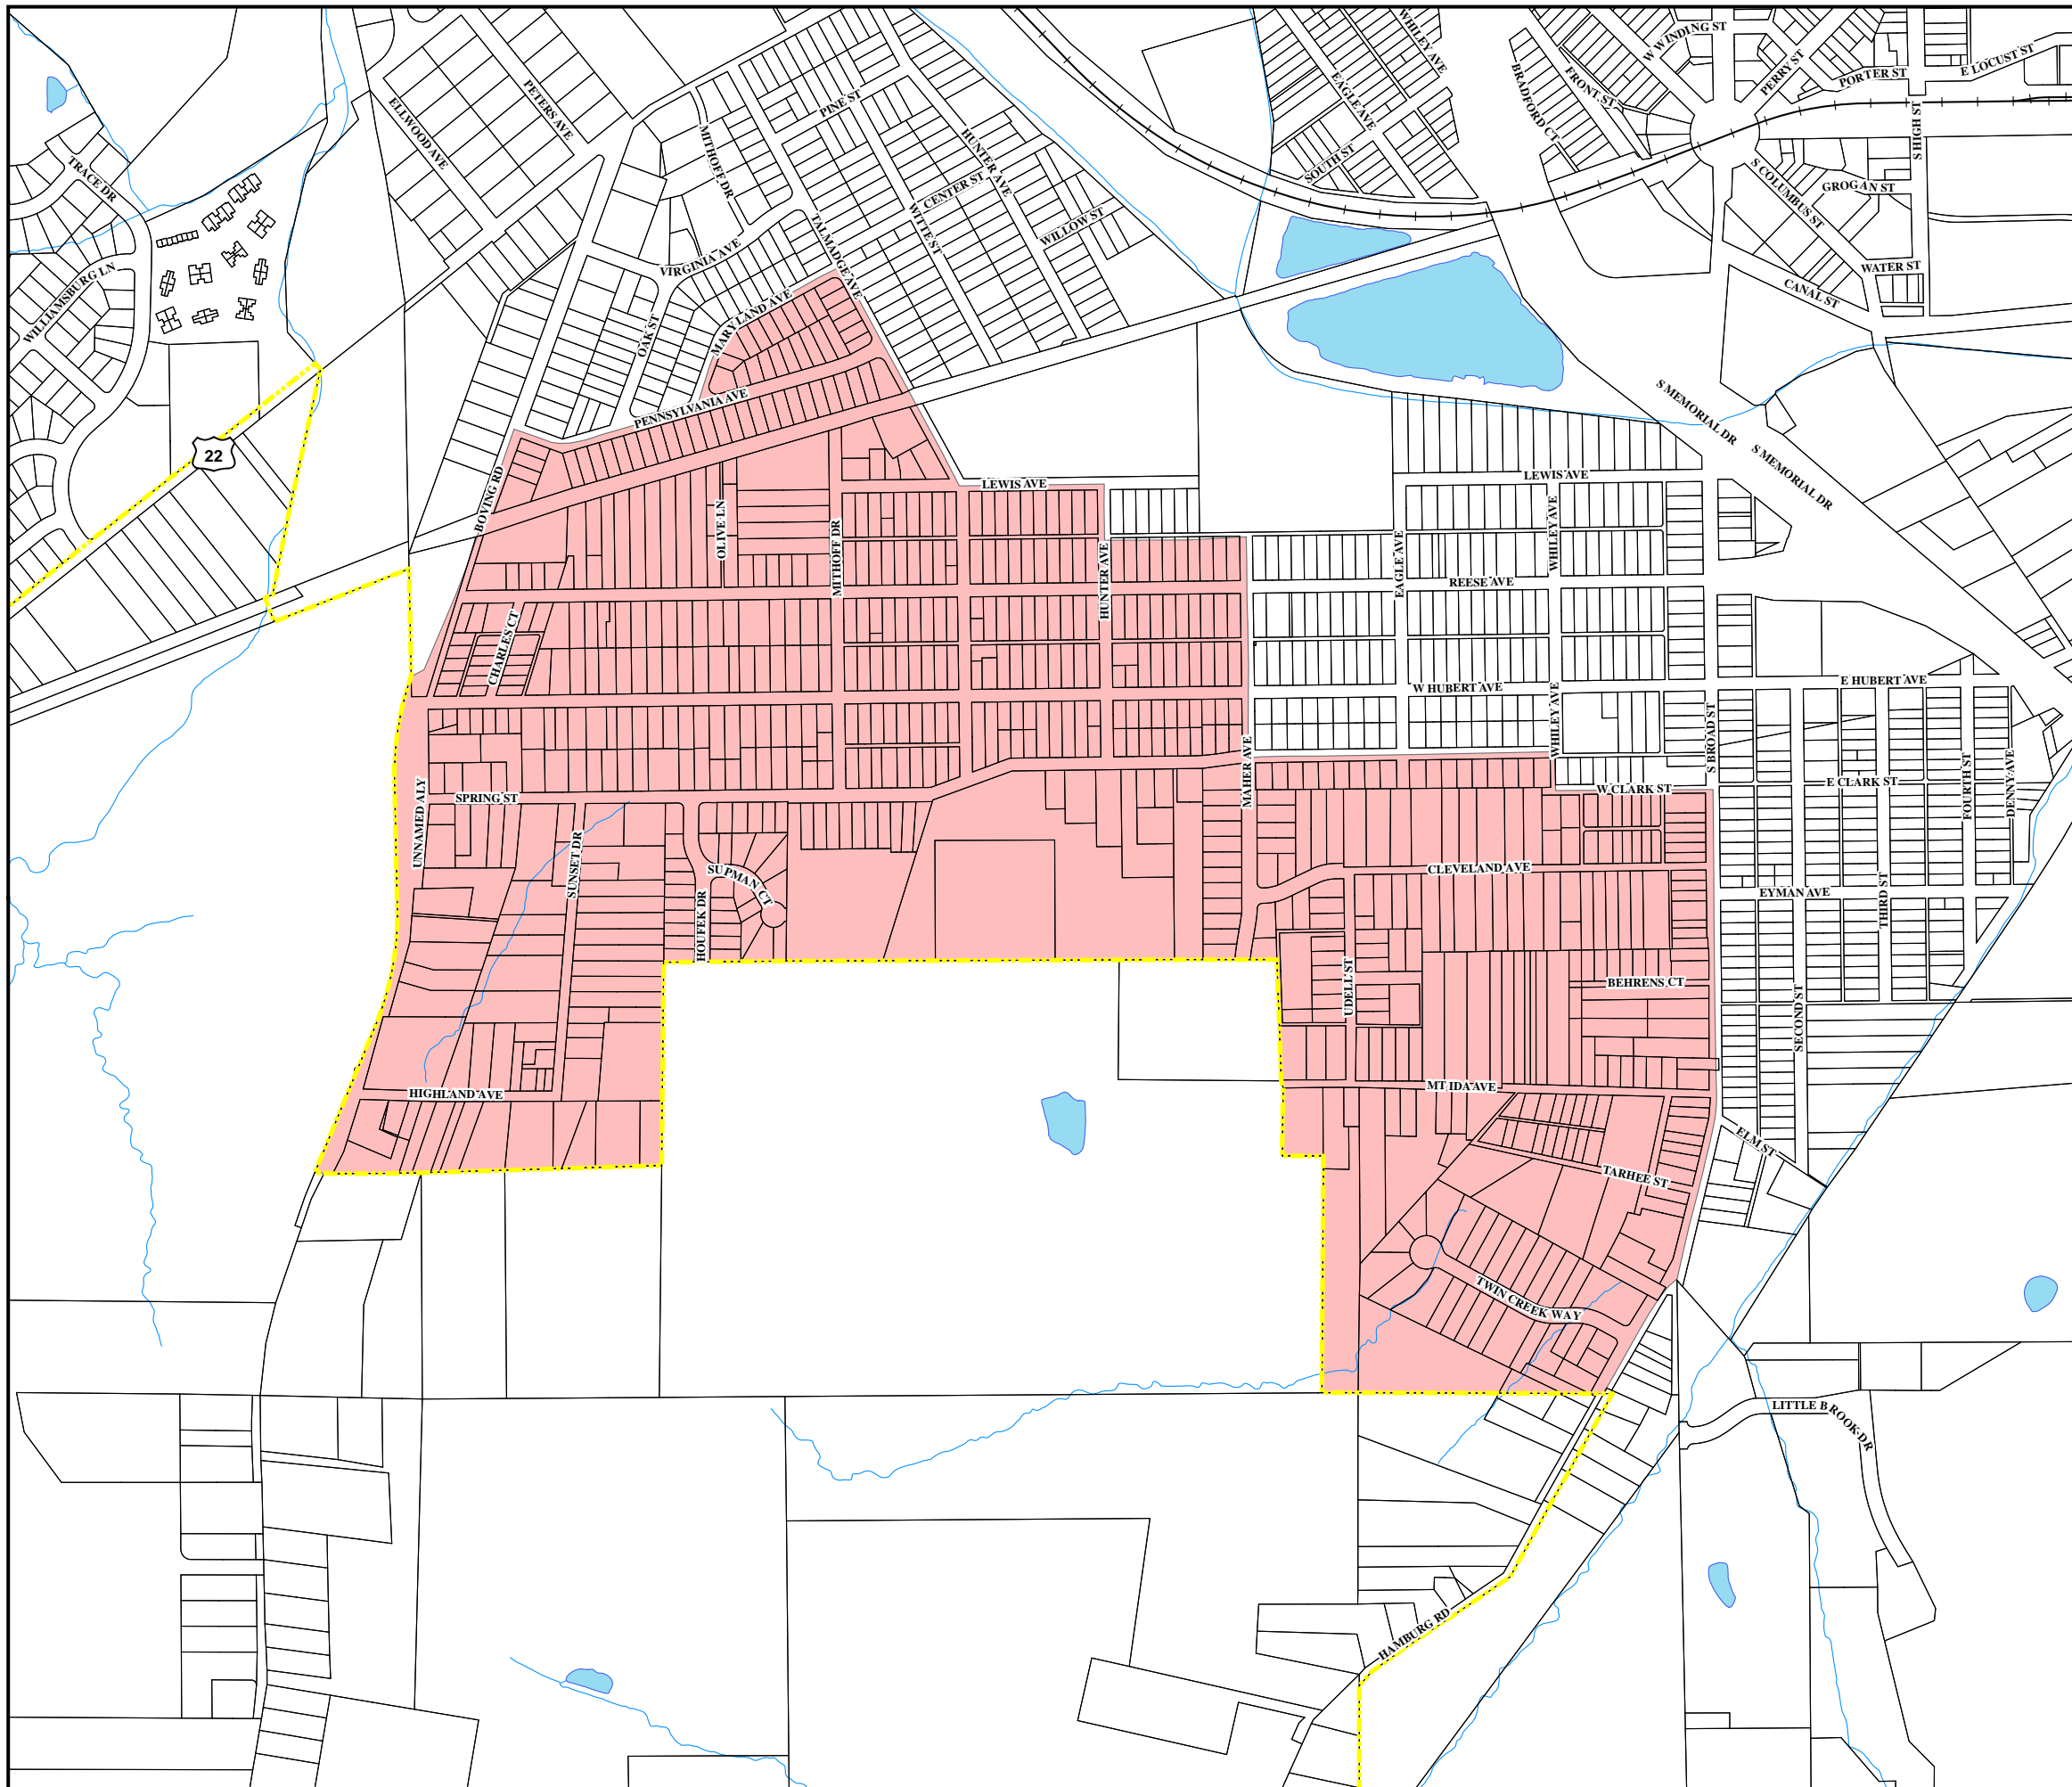 WHILEY AVE
W WINDING ST
PERRY ST
PORTER ST
E LOCUST ST
ELLWOOD AVE
PETERS AVE
PINE ST
EAGLE AVE
BRADFORD CT
FRONT ST
S HIGH ST
TRACE DR
MITHOFF DR
HUNTER AVE
CENTER ST
SOUTH ST
S COLUMBUS ST
GROGAN ST
WILLIAMSBURG LN
VIRGINIA AVE
TALMADGE AVE
WITTE ST
WILLOW ST
WATER ST
CANAL ST
OAK ST
MARYLAND AVE
PENNSYLVANIA AVE
S MEMORIAL DR
S MEMORIAL DR
22
BOVING RD
LEWIS AVE
LEWIS AVE
OLIVE LN
MITHOFF DR
HUNTER AVE
EAGLE AVE
WHILEY AVE
REESE AVE
CHARLES CT
W HUBERT AVE
E HUBERT AVE
WHILEY AVE
S BROAD ST
MAHER AVE
UNNAMED ALY
SPRING ST
W CLARK ST
E CLARK ST
FOURTH ST
DENNY AVE
SUNSET DR
SUPMAN CT
CLEVELAND AVE
EYMAN AVE
THIRD ST
HOUFEK DR
UDELL ST
BEHRENS CT
SECOND ST
HIGHLAND AVE
MT IDA AVE
ELM ST
TARHEE ST
TWIN CREEK WAY
LITTLE BROOK DR
HAMBURG RD